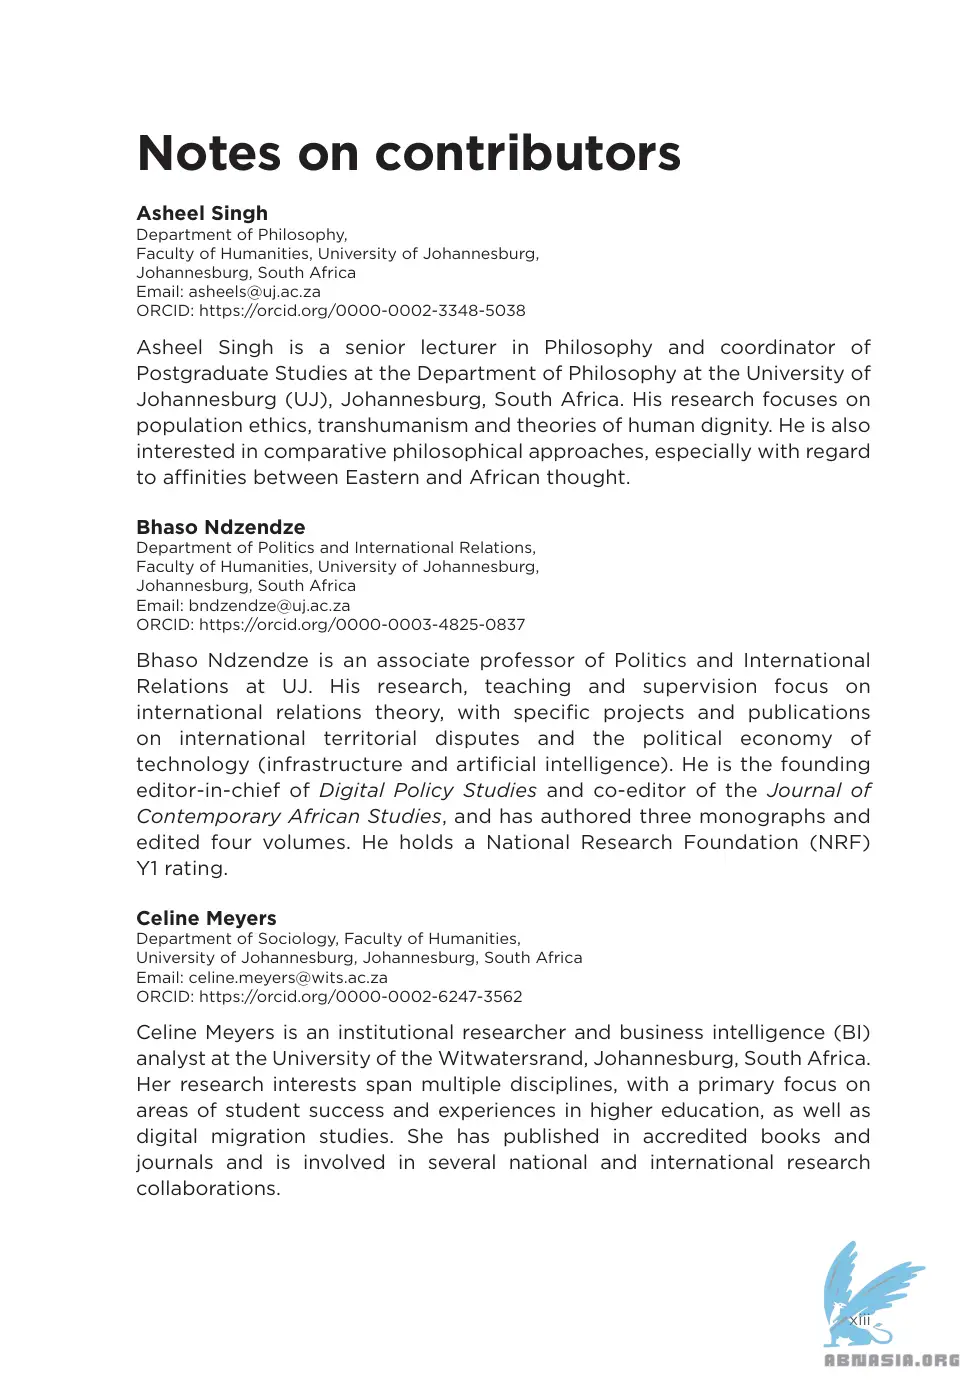 Notes on contributors
Asheel Singh
Department of Philosophy,
Faculty of Humanities, University of Johannesburg,
Johannesburg, South Africa
Email: asheels@uj.ac.za
ORCID: https://orcid.org/0000-0002-3348-5038
Asheel Singh is a senior lecturer in Philosophy and coordinator of
Postgraduate Studies at the Department of Philosophy at the University of
Johannesburg (UJ), Johannesburg, South Africa. His research focuses on
population ethics, transhumanism and theories of human dignity. He is also
interested in comparative philosophical approaches, especially with regard
to affinities between Eastern and African thought.
Bhaso Ndzendze
Department of Politics and International Relations,
Faculty of Humanities, University of Johannesburg,
Johannesburg, South Africa
Email: bndzendze@uj.ac.za
ORCID: https://orcid.org/0000-0003-4825-0837
Bhaso Ndzendze is an associate professor of Politics and International
Relations at UJ. His research, teaching and supervision focus on
international relations theory, with specific projects and publications
on international territorial disputes and the political economy of
technology (infrastructure and artificial intelligence). He is the founding
editor-in-chief of Digital Policy Studies and co-editor of the Journal of
Contemporary African Studies, and has authored three monographs and
edited four volumes. He holds a National Research Foundation (NRF)
Y1 rating.
Celine Meyers
Department of Sociology, Faculty of Humanities,
University of Johannesburg, Johannesburg, South Africa
Email: celine.meyers@wits.ac.za
ORCID: https://orcid.org/0000-0002-6247-3562
Celine Meyers is an institutional researcher and business intelligence (BI)
analyst at the University of the Witwatersrand, Johannesburg, South Africa.
Her research interests span multiple disciplines, with a primary focus on
areas of student success and experiences in higher education, as well as
digital migration studies. She has published in accredited books and
journals and is involved in several national and international research
collaborations.
xiii
ABNASIA.ORG